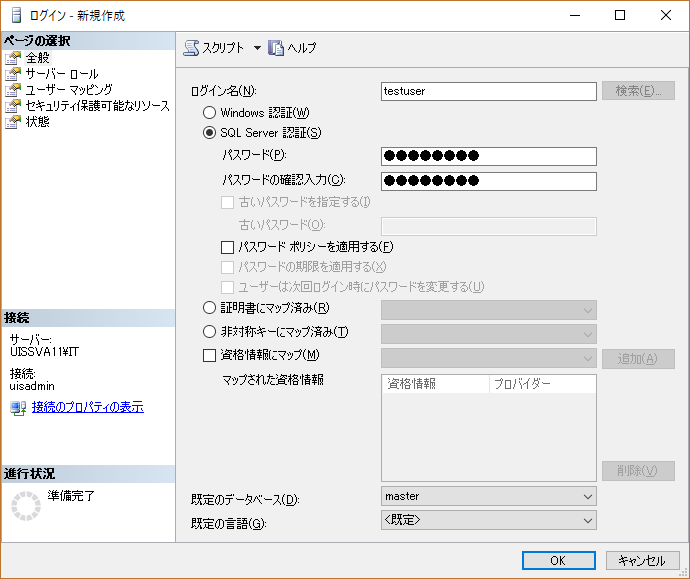 ログイン - 新規作成
ページの選択
全般
サーバー ロール
ユーザー マッピング
セキュリティ保護可能なリソース
状態
接続
サーバー:
UISSVA11¥IT
接続:
uisadmin
接続のプロパティの表示
進行状況
準備完了
スクリプト ヘルプ
ログイン名(N): testuser 検索(E)...
Windows 認証(W)
SQL Server 認証(S)
パスワード(P): ●●●●●●●●
パスワードの確認入力(C): ●●●●●●●●
古いパスワードを指定する(I)
古いパスワード(O):
パスワード ポリシーを適用する(F)
パスワードの期限を適用する(X)
ユーザーは次回ログイン時にパスワードを変更する(U)
証明書にマップ済み(R)
非対称キーにマップ済み(T)
資格情報にマップ(M) 追加(A)
マップされた資格情報 資格情報 プロバイダー
削除(V)
既定のデータベース(D): master
既定の言語(G): <既定>
OK キャンセル